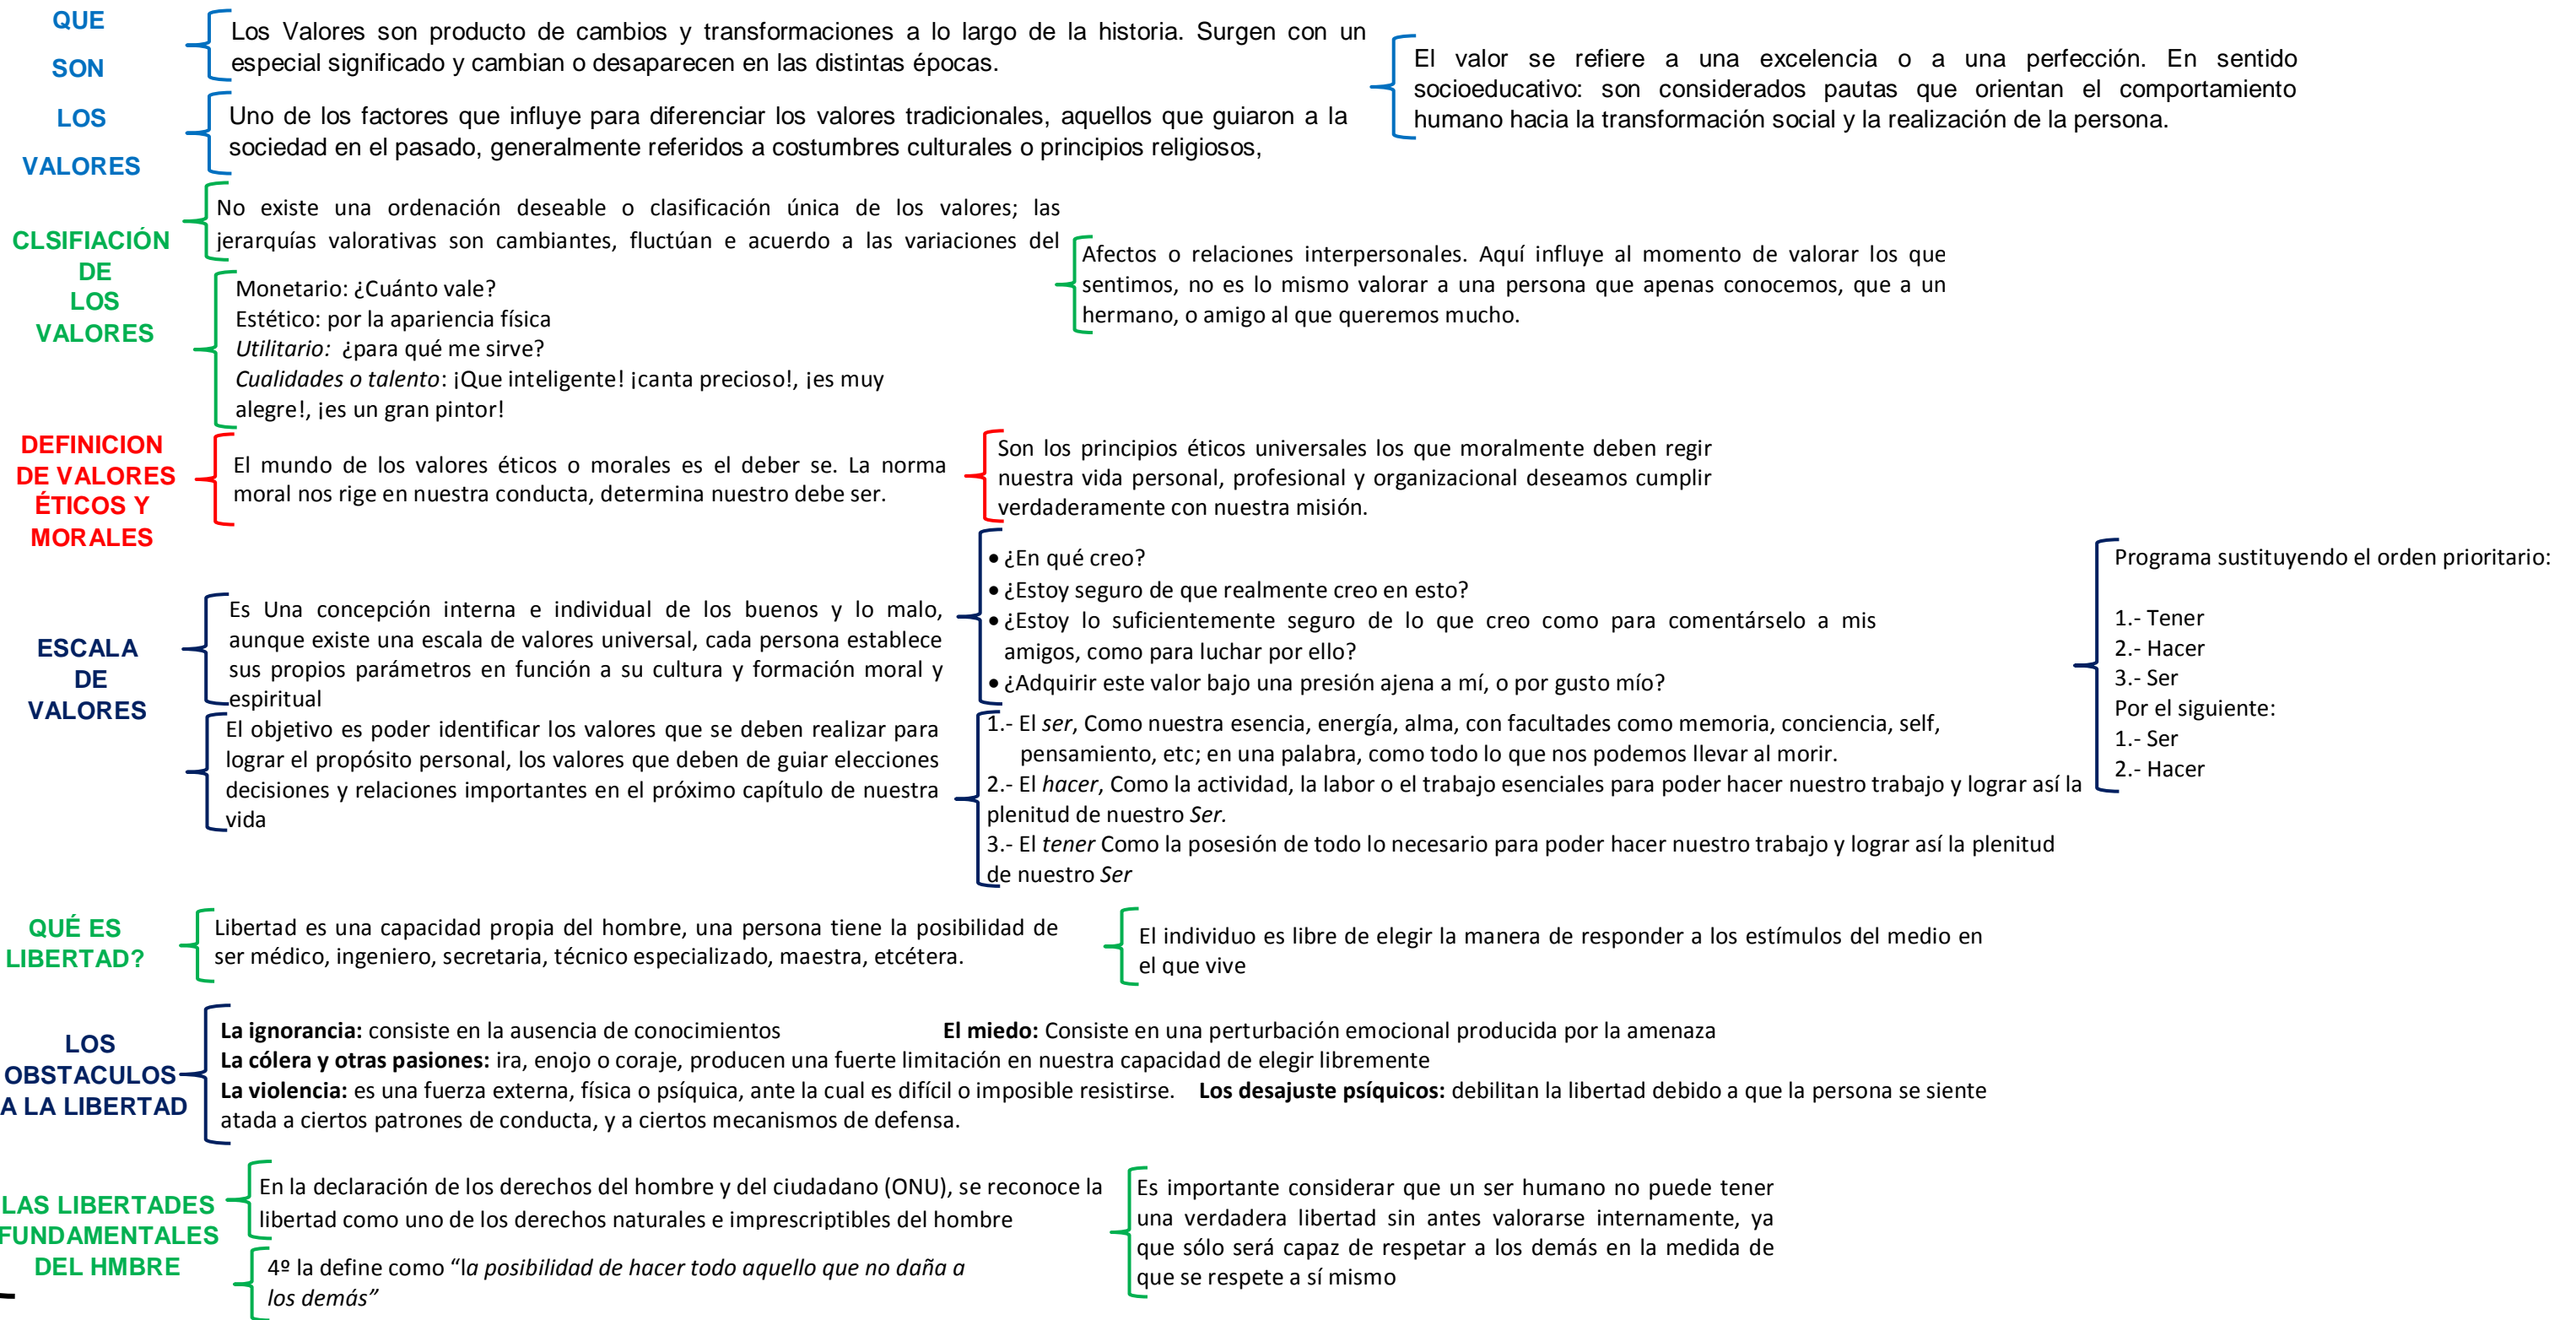 QUE
SON
LOS
VALORES
Los Valores son producto de cambios y transformaciones a lo largo de la historia. Surgen con un
especial significado y cambian o desaparecen en las distintas épocas.
Uno de los factores que influye para diferenciar los valores tradicionales, aquellos que guiaron a la
sociedad en el pasado, generalmente referidos a costumbres culturales o principios religiosos,
El valor se refiere a una excelencia o a una perfección. En sentido
socioeducativo: son considerados pautas que orientan el comportamiento
humano hacia la transformación social y la realización de la persona.
CLSIFIACIÓN
DE
LOS
VALORES
No existe una ordenación deseable o clasificación única de los valores; las
jerarquías valorativas son cambiantes, fluctúan e acuerdo a las variaciones del
Monetario: ¿Cuánto vale?
Estético: por la apariencia física
Utilitario: ¿para qué me sirve?
Cualidades o talento: ¡Que inteligente! ¡canta precioso!, ¡es muy
alegre!, ¡es un gran pintor!
Afectos o relaciones interpersonales. Aquí influye al momento de valorar los que
sentimos, no es lo mismo valorar a una persona que apenas conocemos, que a un
hermano, o amigo al que queremos mucho.
DEFINICION
DE VALORES
ÉTICOS Y
MORALES
El mundo de los valores éticos o morales es el deber se. La norma
moral nos rige en nuestra conducta, determina nuestro debe ser.
Son los principios éticos universales los que moralmente deben regir
nuestra vida personal, profesional y organizacional deseamos cumplir
verdaderamente con nuestra misión.
ESCALA
DE
VALORES
Es Una concepción interna e individual de los buenos y lo malo,
aunque existe una escala de valores universal, cada persona establece
sus propios parámetros en función a su cultura y formación moral y
espiritual
El objetivo es poder identificar los valores que se deben realizar para
lograr el propósito personal, los valores que deben de guiar elecciones
decisiones y relaciones importantes en el próximo capítulo de nuestra
vida
• ¿En qué creo?
• ¿Estoy seguro de que realmente creo en esto?
• ¿Estoy lo suficientemente seguro de lo que creo como para comentárselo a mis
amigos, como para luchar por ello?
• ¿Adquirir este valor bajo una presión ajena a mí, o por gusto mío?
1.- El ser, Como nuestra esencia, energía, alma, con facultades como memoria, conciencia, self,
pensamiento, etc; en una palabra, como todo lo que nos podemos llevar al morir.
2.- El hacer, Como la actividad, la labor o el trabajo esenciales para poder hacer nuestro trabajo y lograr así la
plenitud de nuestro Ser.
3.- El tener Como la posesión de todo lo necesario para poder hacer nuestro trabajo y lograr así la plenitud
de nuestro Ser
Programa sustituyendo el orden prioritario:
1.- Tener
2.- Hacer
3.- Ser
Por el siguiente:
1.- Ser
2.- Hacer
QUÉ ES
LIBERTAD?
Libertad es una capacidad propia del hombre, una persona tiene la posibilidad de
ser médico, ingeniero, secretaria, técnico especializado, maestra, etcétera.
El individuo es libre de elegir la manera de responder a los estímulos del medio en
el que vive
LOS
OBSTACULOS
A LA LIBERTAD
La ignorancia: consiste en la ausencia de conocimientos El miedo: Consiste en una perturbación emocional producida por la amenaza
La cólera y otras pasiones: ira, enojo o coraje, producen una fuerte limitación en nuestra capacidad de elegir libremente
La violencia: es una fuerza externa, física o psíquica, ante la cual es difícil o imposible resistirse. Los desajuste psíquicos: debilitan la libertad debido a que la persona se siente
atada a ciertos patrones de conducta, y a ciertos mecanismos de defensa.
LAS LIBERTADES
FUNDAMENTALES
DEL HMBRE
En la declaración de los derechos del hombre y del ciudadano (ONU), se reconoce la
libertad como uno de los derechos naturales e imprescriptibles del hombre
4º la define como “la posibilidad de hacer todo aquello que no daña a
los demás”
Es importante considerar que un ser humano no puede tener
una verdadera libertad sin antes valorarse internamente, ya
que sólo será capaz de respetar a los demás en la medida de
que se respete a sí mismo